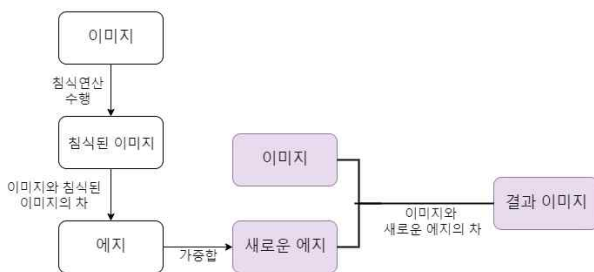 이미지
침식연산
수행
침식된 이미지
이미지와 침식된
이미지의 차
에지
가중합
이미지
새로운 에지
이미지와
새로운 에지의 차
결과 이미지